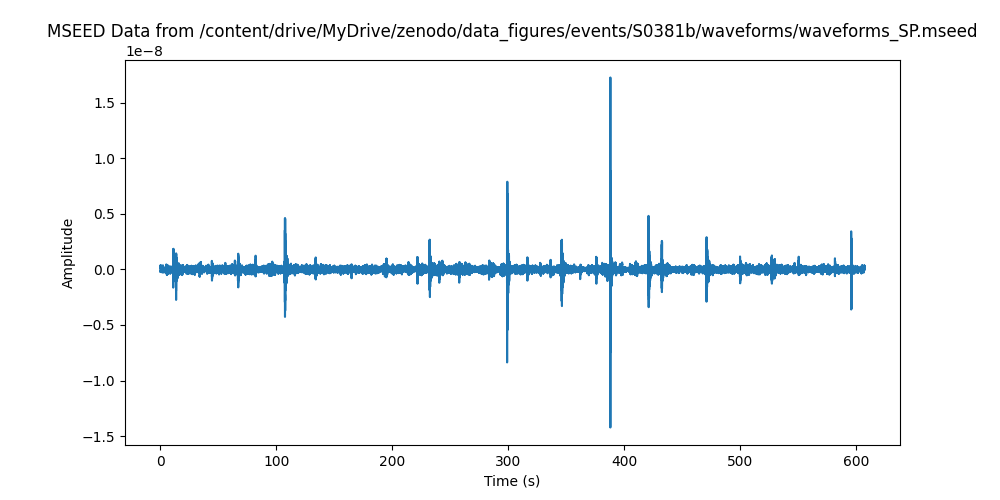 MSEED Data from /content/drive/MyDrive/zenodo/data_figures/events/S0381b/waveforms/waveforms_SP.mseed
1e−8
1.5
1.0
0.5
0.0
−0.5
−1.0
−1.5
Amplitude
0 100 200 300 400 500 600
Time (s)